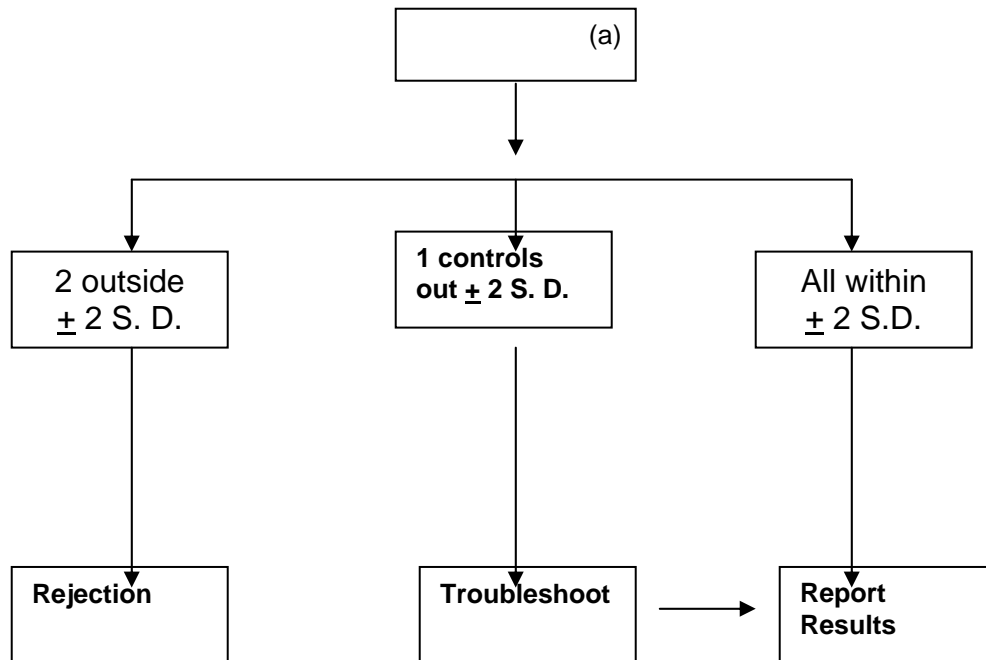 (a)
2 outside
± 2 S. D.
1 controls
out ± 2 S. D.
All within
± 2 S.D.
Rejection
Troubleshoot
Report
Results